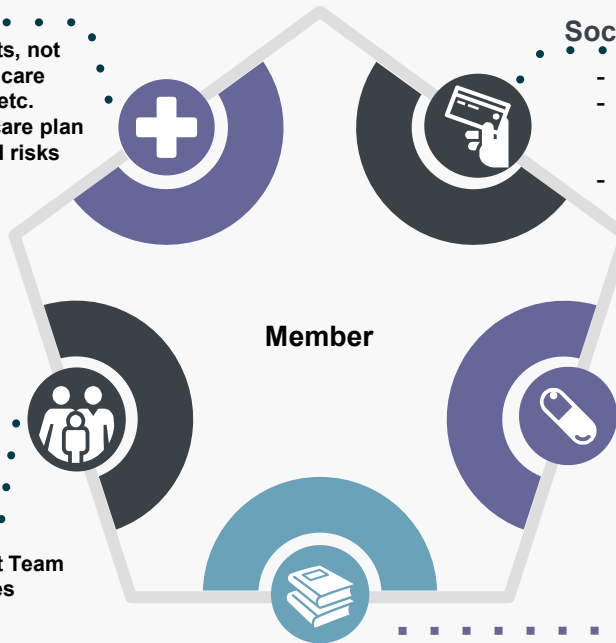 ts, not
care
etc.
care plan
risks
Soc
-
-
-
Member
t Team
es